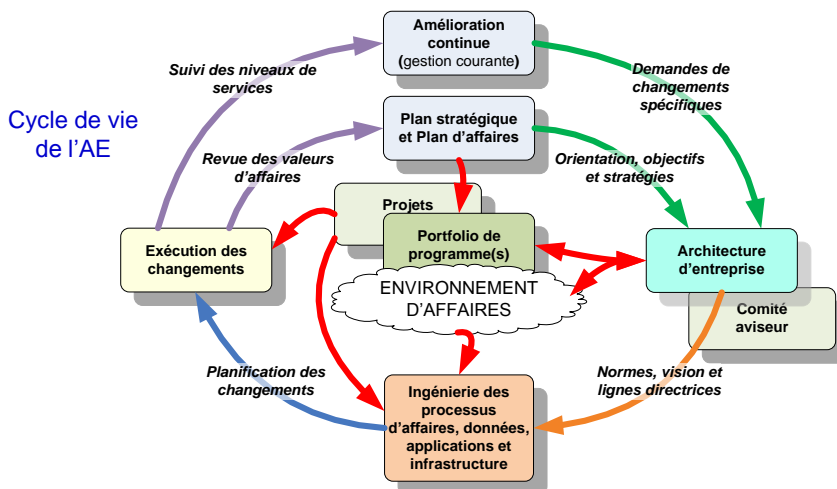 Amélioration
continue
(gestion courante)
Suivi des niveaux de
services
Demandes de
changements
spécifiques
Cycle de vie
de l'AE
Plan stratégique
et Plan d'affaires
Revue des valeurs
d'affaires
Orientation, objectifs
et stratégies
Projets
Portfolio de
programme(s)
Exécution des
changements
Architecture
d'entreprise
ENVIRONNEMENT
D'AFFAIRES
Comité
aviseur
Planification des
changements
Normes, vision et
lignes directrices
Ingénierie des
processus
d'affaires, données,
applications et
infrastructure